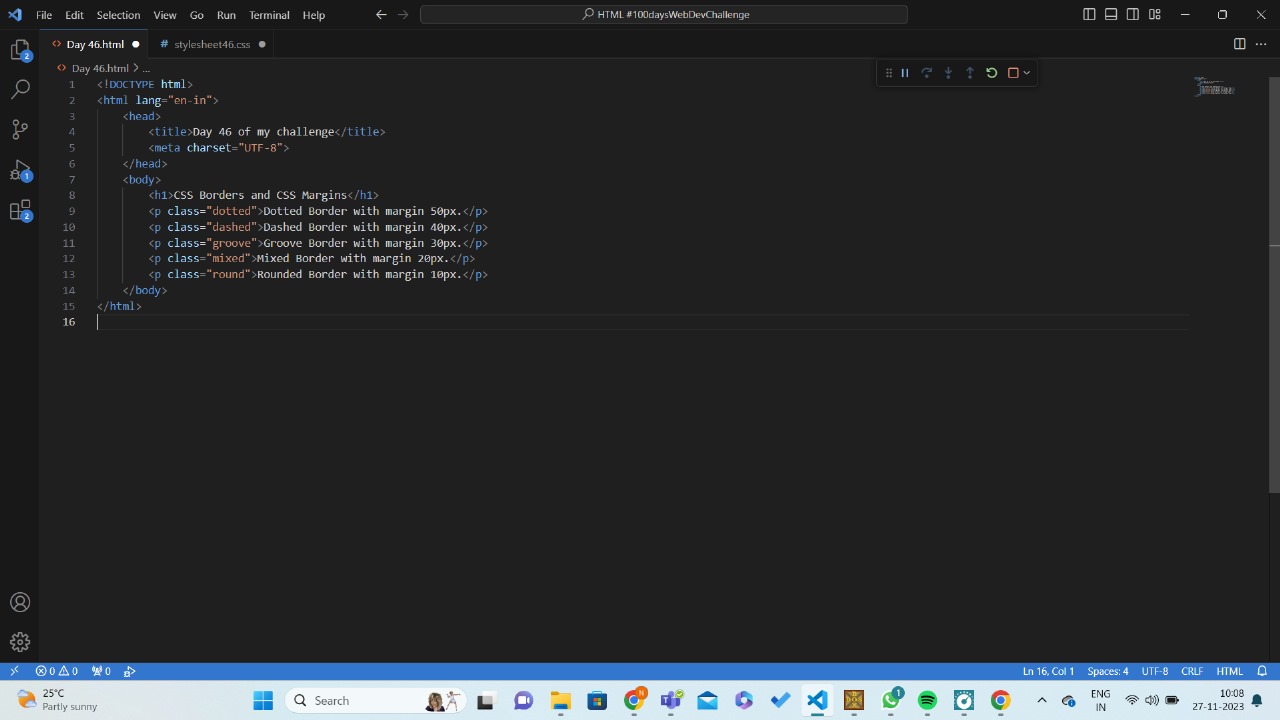 File Edit Selection View Go Run Terminal Help
HTML #100daysWebDevChallenge
Day 46.html
stylesheet46.css
Day 46.html > ...
1 <!DOCTYPE html>
2 <html lang="en-in">
3 <head>
4 <title>Day 46 of my challenge</title>
5 <meta charset="UTF-8">
6 </head>
7 <body>
8 <h1>CSS Borders and CSS Margins</h1>
9 <p class="dotted">Dotted Border with margin 50px.</p>
10 <p class="dashed">Dashed Border with margin 40px.</p>
11 <p class="groove">Groove Border with margin 30px.</p>
12 <p class="mixed">Mixed Border with margin 20px.</p>
13 <p class="round">Rounded Border with margin 10px.</p>
14 </body>
15 </html>
16
2
1
2
0 0 0
Ln 16, Col 1 Spaces: 4 UTF-8 CRLF HTML
25°C
Partly sunny
Search
N
1
ENG
IN
10:08
27-11-2023